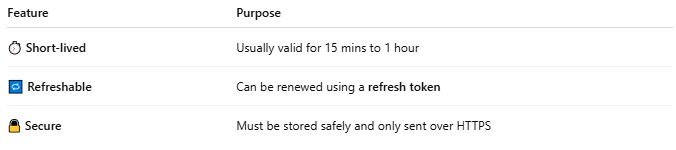 Feature Purpose
⏱ Short-lived Usually valid for 15 mins to 1 hour
🔁 Refreshable Can be renewed using a refresh token
🔒 Secure Must be stored safely and only sent over HTTPS